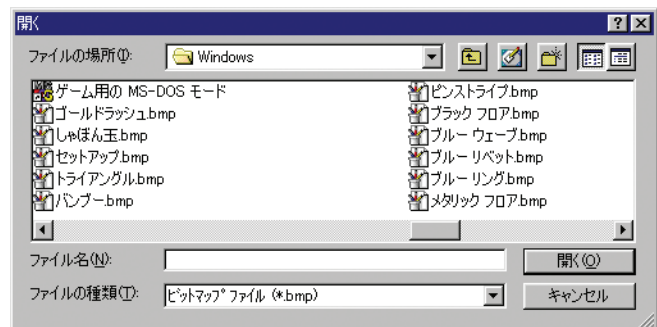 開く
ファイルの場所(I):
Windows
ゲーム用の MS-DOS モード
ゴールドラッシュ.bmp
しゃぼん玉.bmp
セットアップ.bmp
トライアングル.bmp
バンブー.bmp
ピンストライプ.bmp
ブラック フロア.bmp
ブルー ウェーブ.bmp
ブルー リベット.bmp
ブルー リング.bmp
メタリック フロア.bmp
ファイル名(N):
開く(O)
ファイルの種類(T):
ビットマップ ファイル (*.bmp)
キャンセル